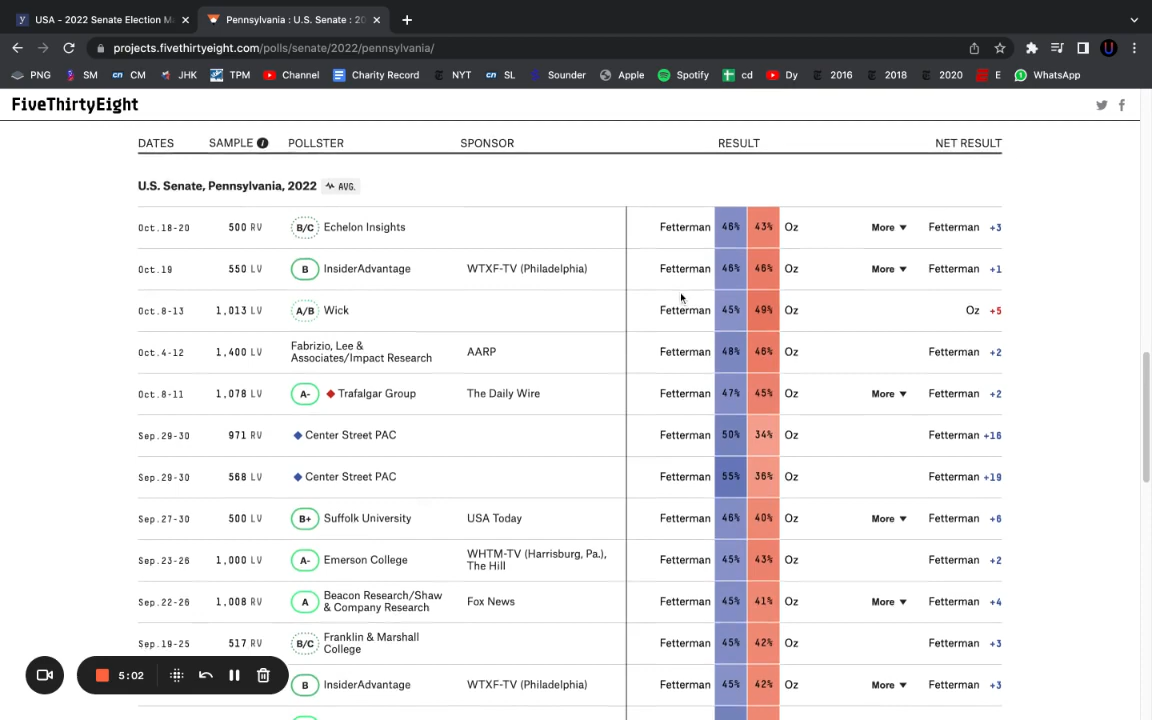 USA - 2022 Senate Election M
Pennsylvania : U.S. Senate : 20
projects.fivethirtyeight.com/polls/senate/2022/pennsylvania/
PNG SM CM JHK TPM Channel Charity Record NYT SL Sounder Apple Spotify cd Dy 2016 2018 2020 E WhatsApp
FiveThirtyEight
DATES SAMPLE POLLSTER SPONSOR RESULT NET RESULT
U.S. Senate, Pennsylvania, 2022 AVG.
Oct.18-20 500 RV B/C Echelon Insights Fetterman 46% 43% Oz More Fetterman +3
Oct.19 550 LV B InsiderAdvantage WTXF-TV (Philadelphia) Fetterman 46% 46% Oz More Fetterman +1
Oct.8-13 1,013 LV A/B Wick Fetterman 45% 49% Oz Oz +5
Oct.4-12 1,400 LV Fabrizio, Lee &
Associates/Impact Research AARP Fetterman 48% 46% Oz Fetterman +2
Oct.8-11 1,078 LV A- Trafalgar Group The Daily Wire Fetterman 47% 45% Oz More Fetterman +2
Sep.29-30 971 RV Center Street PAC Fetterman 50% 34% Oz Fetterman +16
Sep.29-30 568 LV Center Street PAC Fetterman 55% 36% Oz Fetterman +19
Sep.27-30 500 LV B+ Suffolk University USA Today Fetterman 46% 40% Oz More Fetterman +6
Sep.23-26 1,000 LV A- Emerson College WHTM-TV (Harrisburg, Pa.),
The Hill Fetterman 45% 43% Oz Fetterman +2
Sep.22-26 1,008 RV A Beacon Research/Shaw
& Company Research Fox News Fetterman 45% 41% Oz More Fetterman +4
Sep.19-25 517 RV B/C Franklin & Marshall
College Fetterman 45% 42% Oz Fetterman +3
5:02
B InsiderAdvantage WTXF-TV (Philadelphia) Fetterman 45% 42% Oz More Fetterman +3